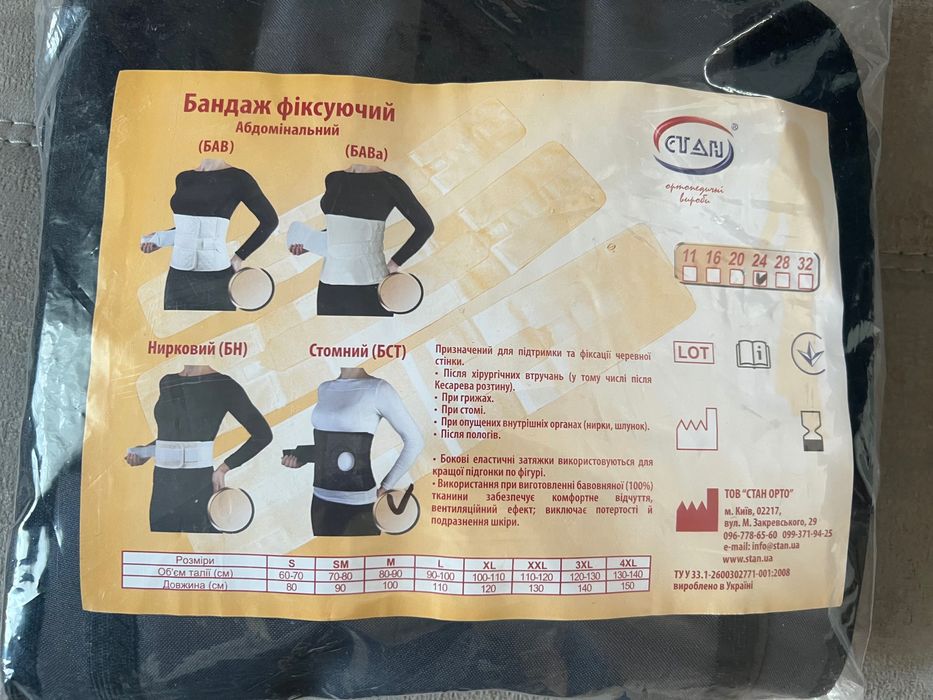 Бандаж фіксуючий
Абдомінальний
(БАВ)
(БАВа)
СТАН®
ортопедичні
вироби
11 16 20 24 28 32
Нирковий (БН)
Стомний (БСТ)
Призначений для підтримки та фіксації черевної
стінки.
• Після хірургічних втручань (у тому числі після
Кесарева розтину).
• При грижах.
• При стомі.
• При опущених внутрішніх органах (нирки, шлунок).
• Після пологів.
• Бокові еластичні затяжки використовуються для
кращої підгонки по фігурі.
• Використання при виготовленні бавовняної (100%)
тканини забезпечує комфортне відчуття,
вентиляційний ефект; виключає потертості й
подразнення шкіри.
LOT
ТОВ "СТАН ОРТО"
м. Київ, 02217,
вул. М. Закревського, 29
096-778-65-60 099-371-94-25
e-mail: info@stan.ua
www.stan.ua
ТУ У 33.1-2600302771-001:2008
вироблено в Україні
Розміри S SM M L XL XXL 3XL 4XL
Об'єм талії (см) 60-70 70-80 80-90 90-100 100-110 110-120 120-130 130-140
Довжина (см) 80 90 100 110 120 130 140 150